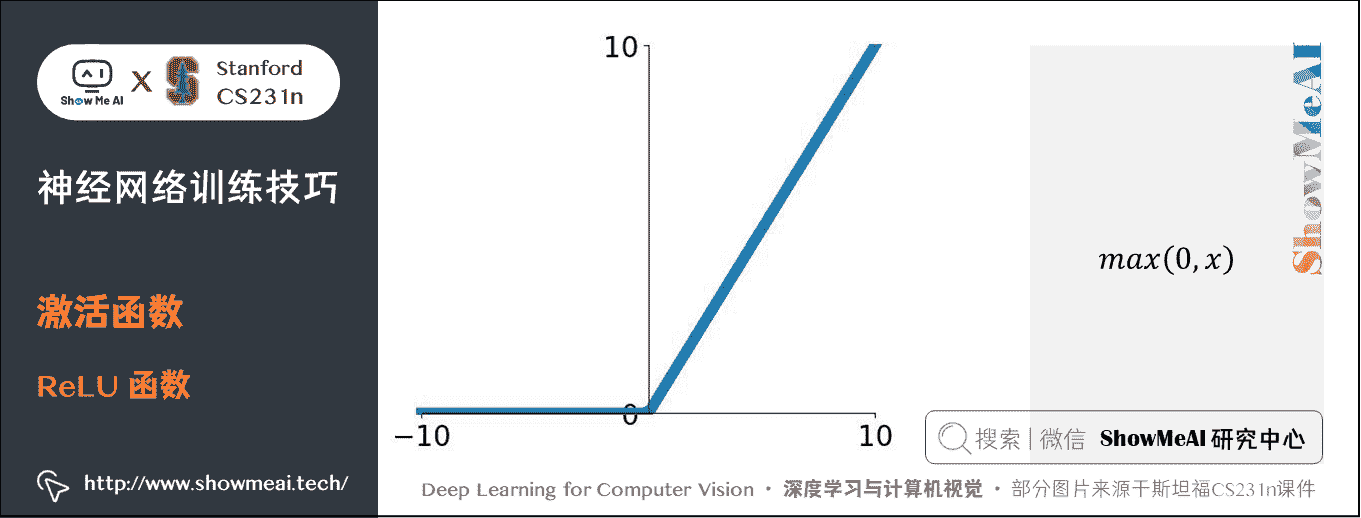 Show Me AI
X
Stanford
CS231n
神经网络训练技巧
激活函数
ReLU 函数
http://www.showmeai.tech/
10
0
−10
10
max(0, x)
ShowMeAI
搜索 | 微信 ShowMeAI 研究中心
Deep Learning for Computer Vision · 深度学习与计算机视觉 · 部分图片来源于斯坦福CS231n课件